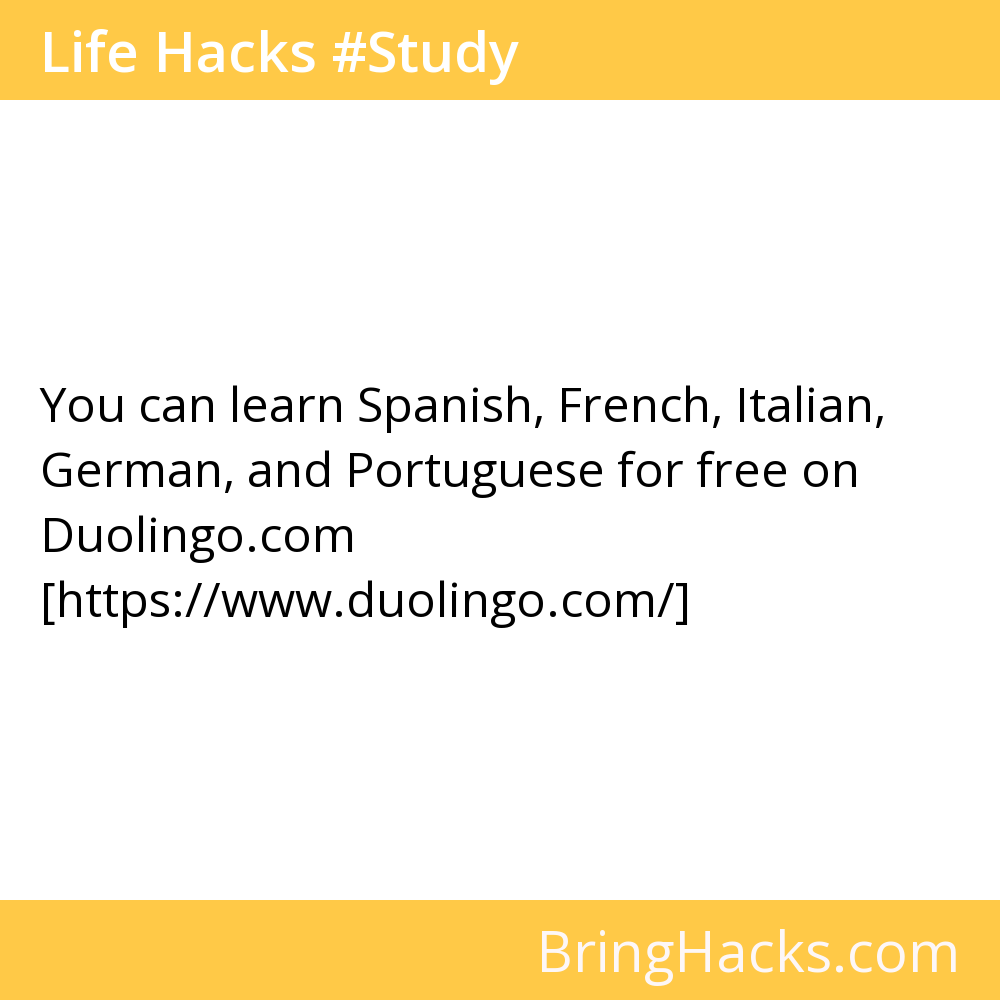 Life Hacks #Study
You can learn Spanish, French, Italian,
German, and Portuguese for free on
Duolingo.com
[https://www.duolingo.com/]
BringHacks.com